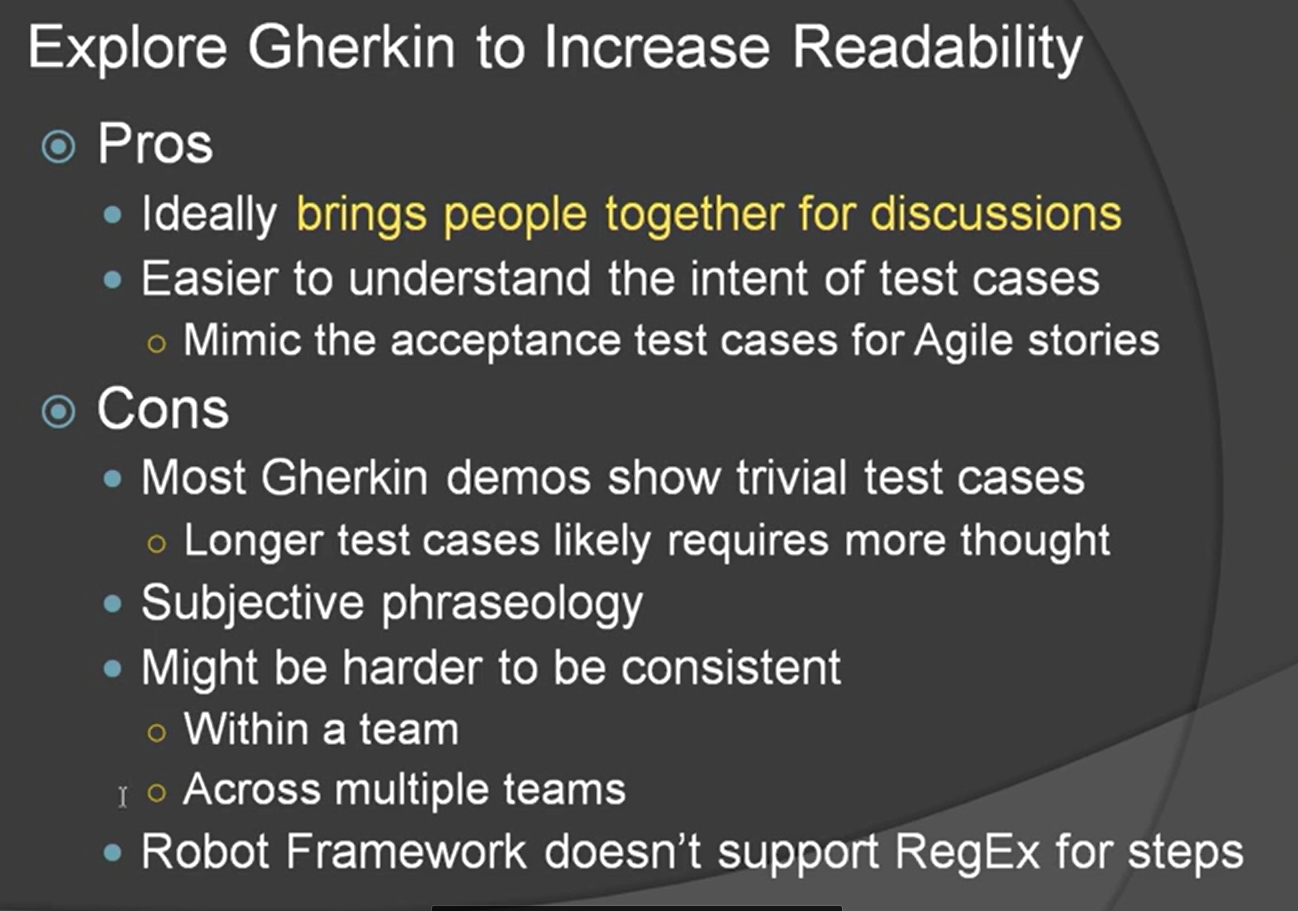 Explore Gherkin to Increase Readability
Pros
Ideally brings people together for discussions
Easier to understand the intent of test cases
Mimic the acceptance test cases for Agile stories
Cons
Most Gherkin demos show trivial test cases
Longer test cases likely requires more thought
Subjective phraseology
Might be harder to be consistent
Within a team
Across multiple teams
Robot Framework doesn’t support RegEx for steps